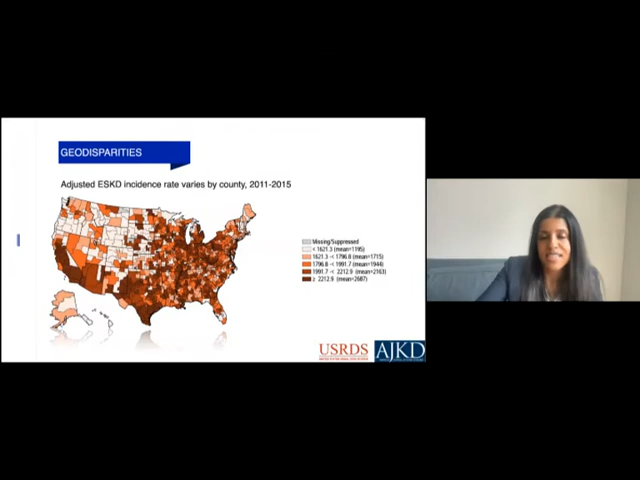 GEODISPARITIES
Adjusted ESKD incidence rate varies by county, 2011-2015
Missing/Suppressed
< 1621.3 (mean=1195)
1621.3 -< 1796.8 (mean=1715)
1796.8 -< 1991.7 (mean=1944)
1991.7 -< 2212.9 (mean=2163)
≥ 2212.9 (mean=2687)
USRDS AJKD